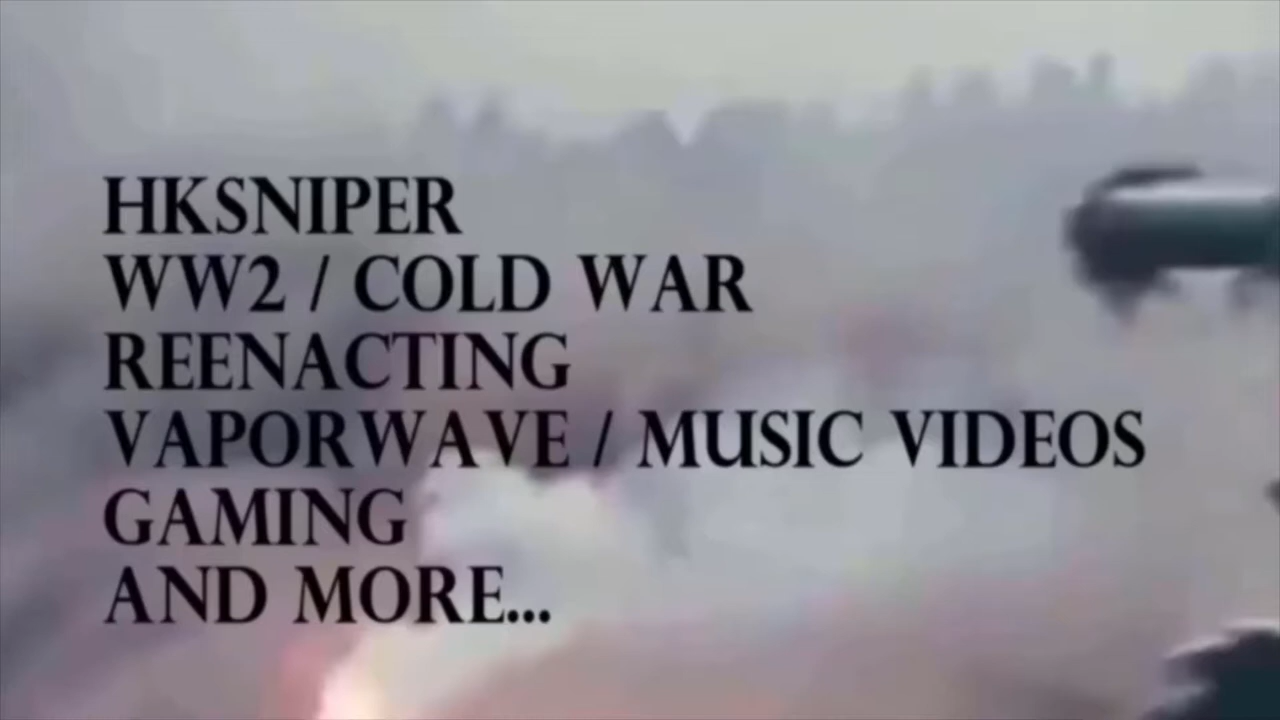 HKSNIPER
WW2 / COLD WAR
REENACTING
VAPORWAVE / MUSIC VIDEOS
GAMING
AND MORE...